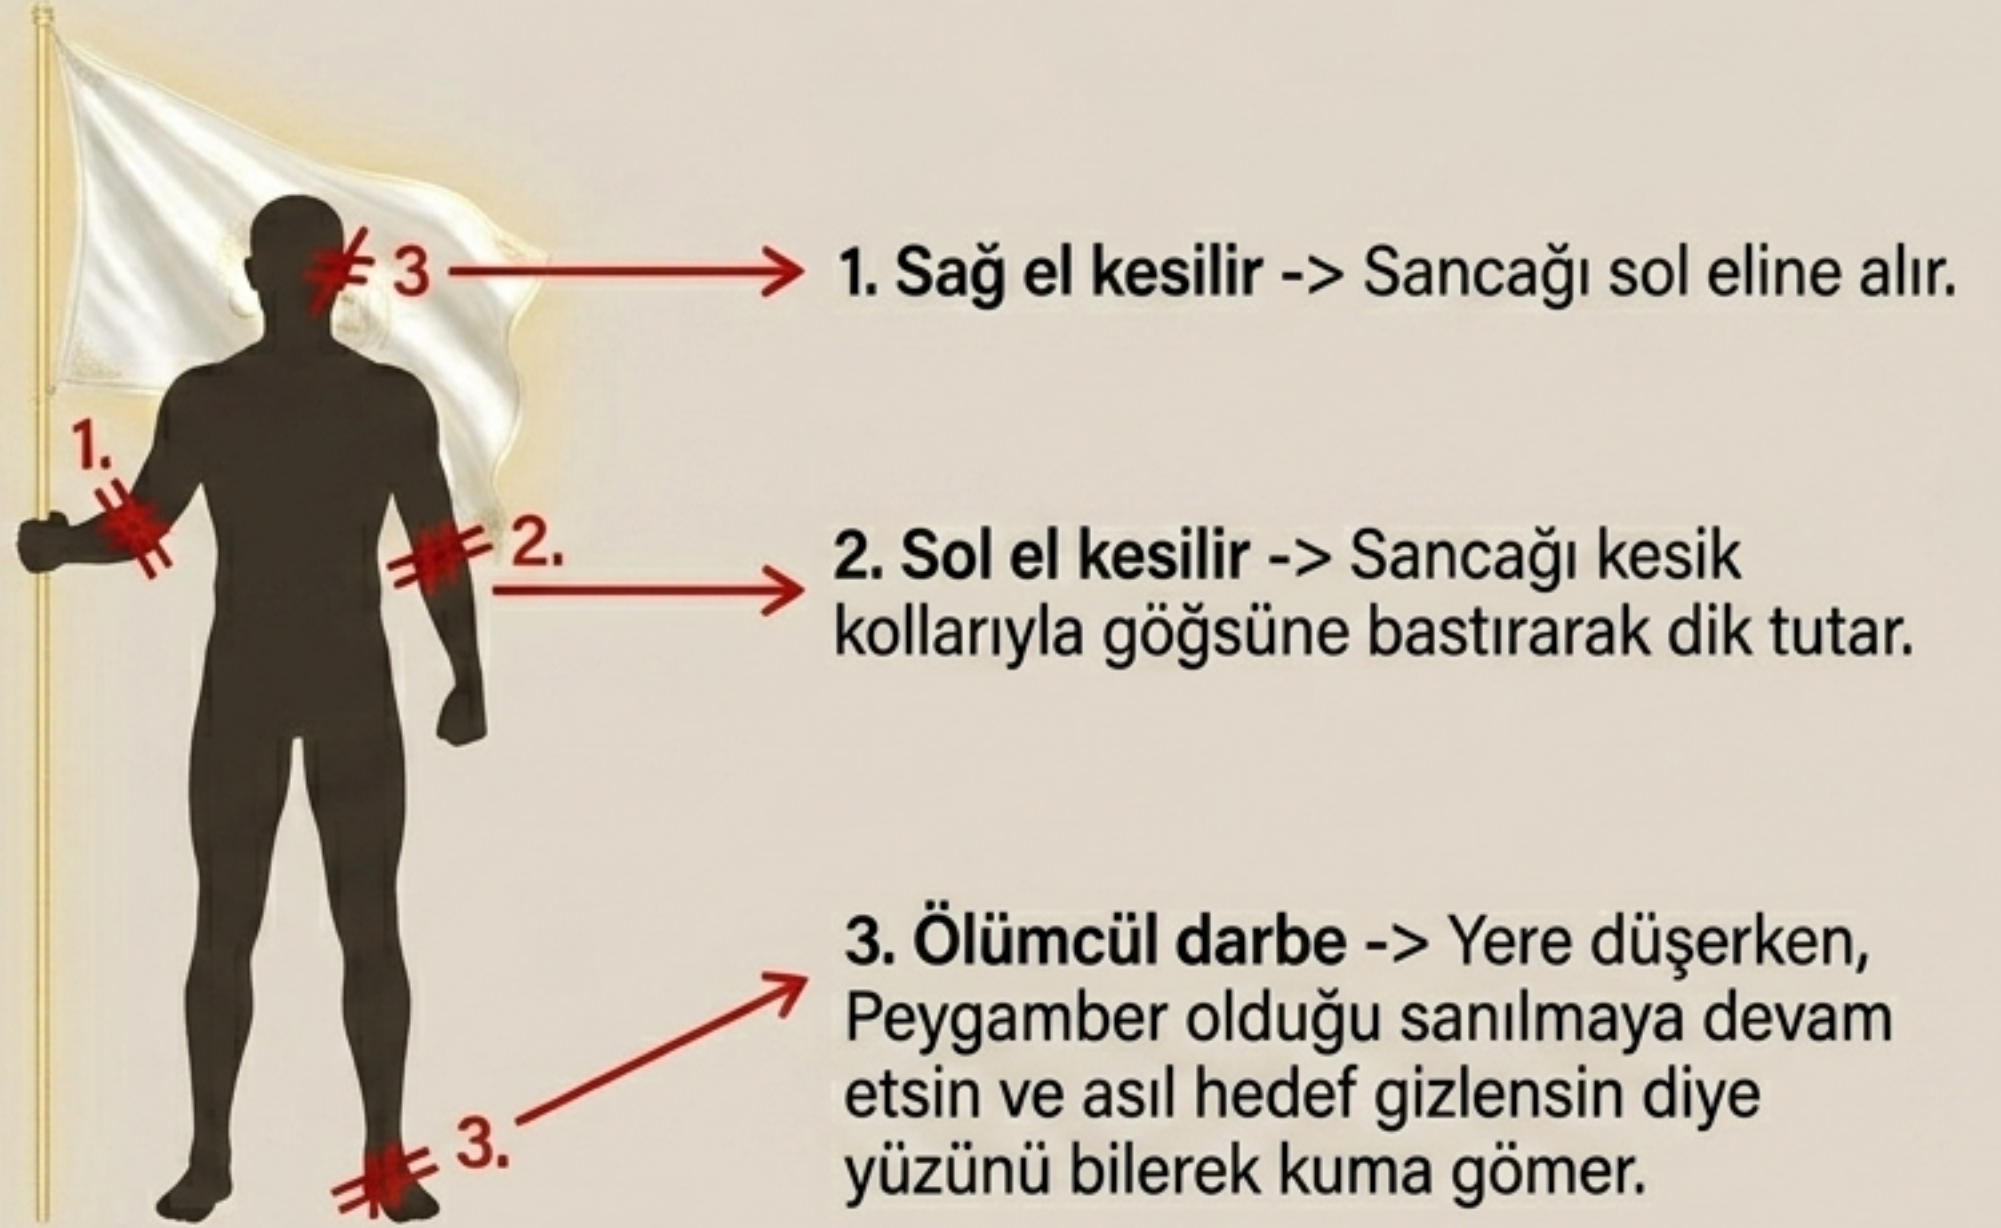 3
1. Sağ el kesilir -> Sancağı sol eline alır.
1.
2.
2. Sol el kesilir -> Sancağı kesik
kollarıyla göğsüne bastırarak dik tutar.
3. Ölümcül darbe -> Yere düşerken,
Peygamber olduğu sanılmaya devam
etsin ve asıl hedef gizlensin diye
yüzünü bilerek kuma gömer.
3.